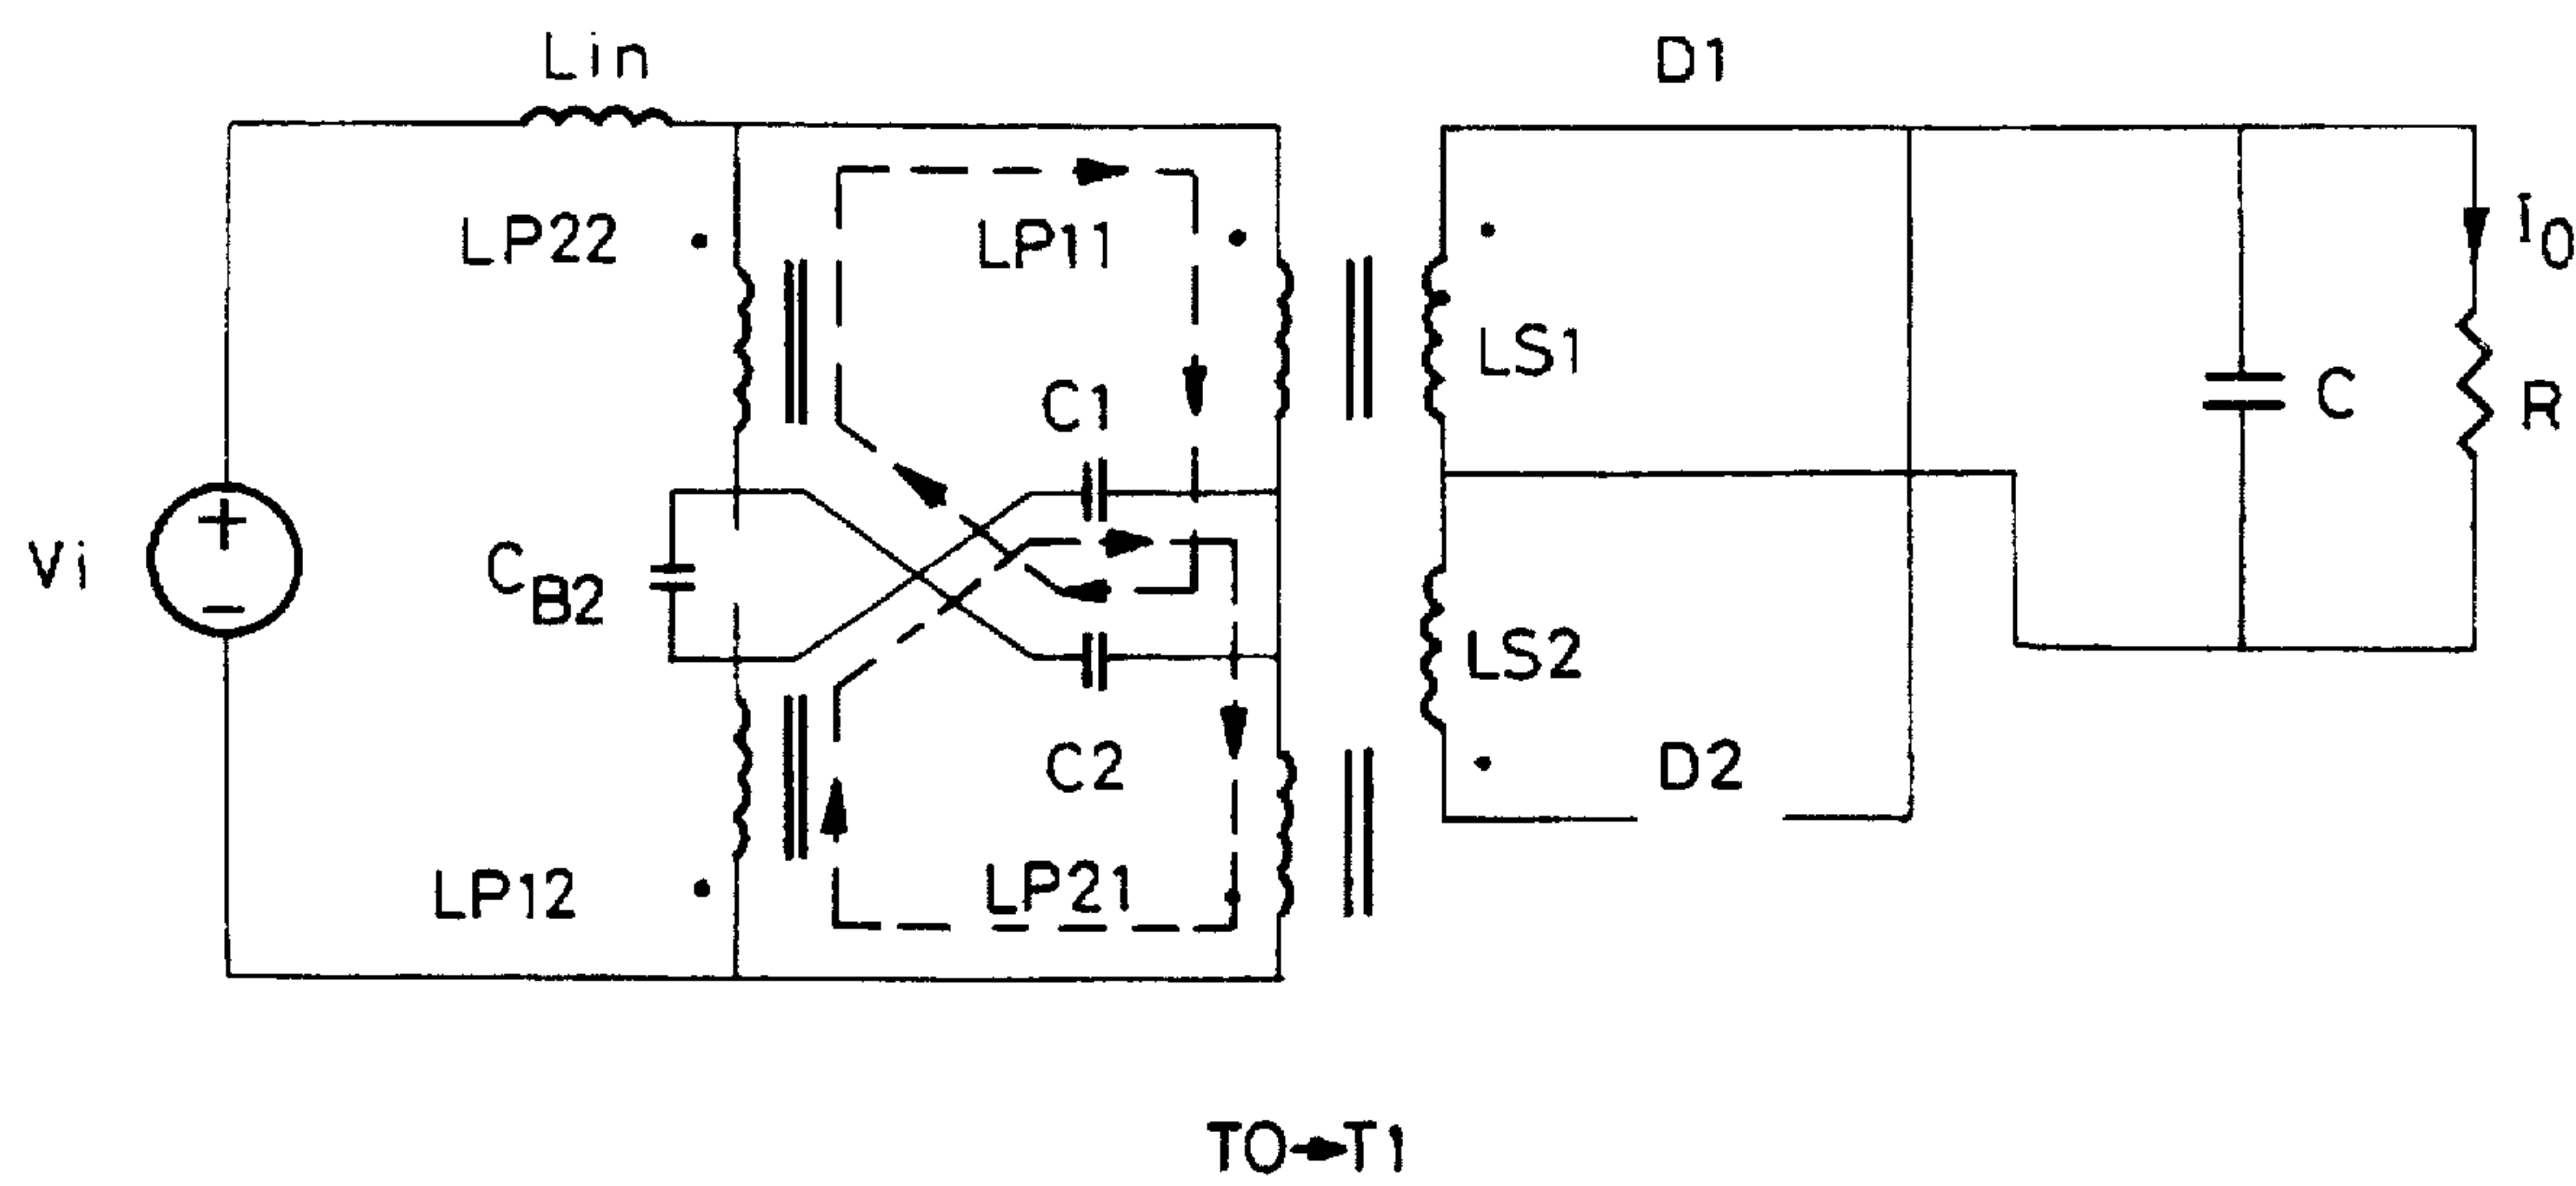 Lin
D1
LP22
LP11
I0
LS1
C1
C
R
Vi
+
−
CB2
LS2
C2
D2
LP12
LP21
T0→T1